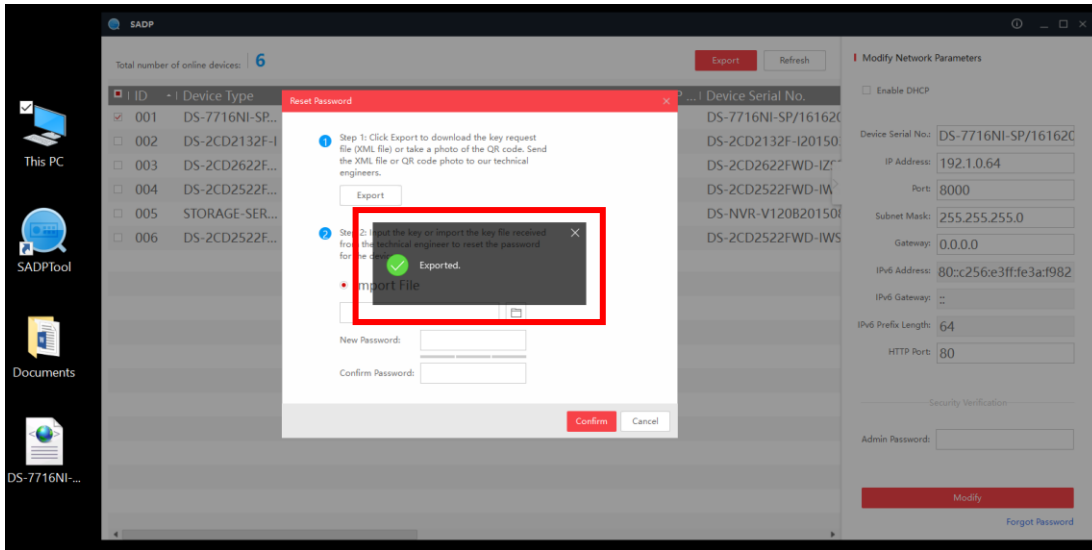 This PC
SADPTool
Documents
DS-7716NI-...
SADP
Total number of online devices: 6
Export
Refresh
ID
Device Type
Device Serial No.
001
DS-7716NI-SP...
DS-7716NI-SP/161620
002
DS-2CD2132F-I
DS-2CD2132F-I20150
003
DS-2CD2622F...
DS-2CD2622FWD-IZS
004
DS-2CD2522F...
DS-2CD2522FWD-IW
005
STORAGE-SER...
DS-NVR-V120B201508
006
DS-2CD2522F...
DS-2CD2522FWD-IWS
Reset Password
1
Step 1: Click Export to download the key request
file (XML file) or take a photo of the QR code. Send
the XML file or QR code photo to our technical
engineers.
Export
2
Step 2: Input the key or import the key file received
from the technical engineer to reset the password
for the device.
Exported.
Import File
New Password:
Confirm Password:
Confirm
Cancel
Modify Network Parameters
Enable DHCP
Device Serial No.: DS-7716NI-SP/161620
IP Address: 192.1.0.64
Port: 8000
Subnet Mask: 255.255.255.0
Gateway: 0.0.0.0
IPv6 Address: 80::c256:e3ff:fe3a:f982
IPv6 Gateway: ::
IPv6 Prefix Length: 64
HTTP Port: 80
Security Verification
Admin Password:
Modify
Forgot Password